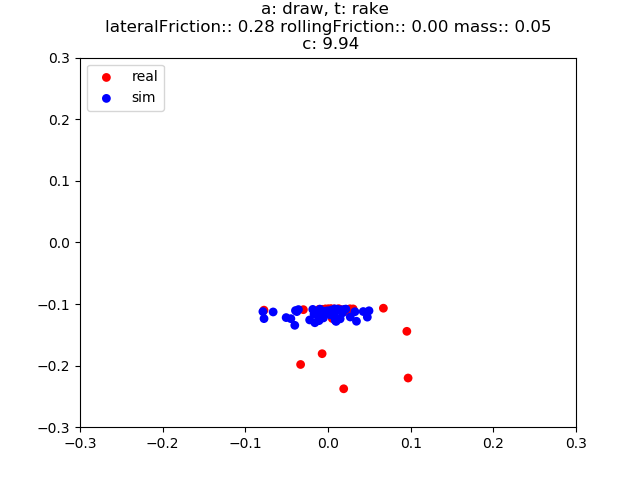 a: draw, t: rake
lateralFriction:: 0.28 rollingFriction:: 0.00 mass:: 0.05
c: 9.94
real
sim
0.3
0.2
0.1
0.0
−0.1
−0.2
−0.3
−0.3
−0.2
−0.1
0.0
0.1
0.2
0.3